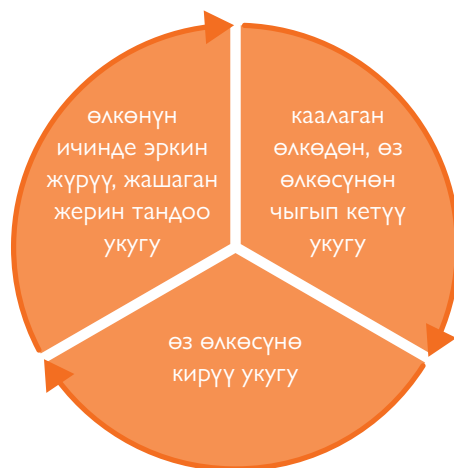 өлкөнүн
ичинде эркин
жүрүү, жашаган
жерин тандоо
укугу
каалаган
өлкөдөн, өз
өлкөсүнөн
чыгып кетүү
укугу
өз өлкөсүнө
кирүү укугу